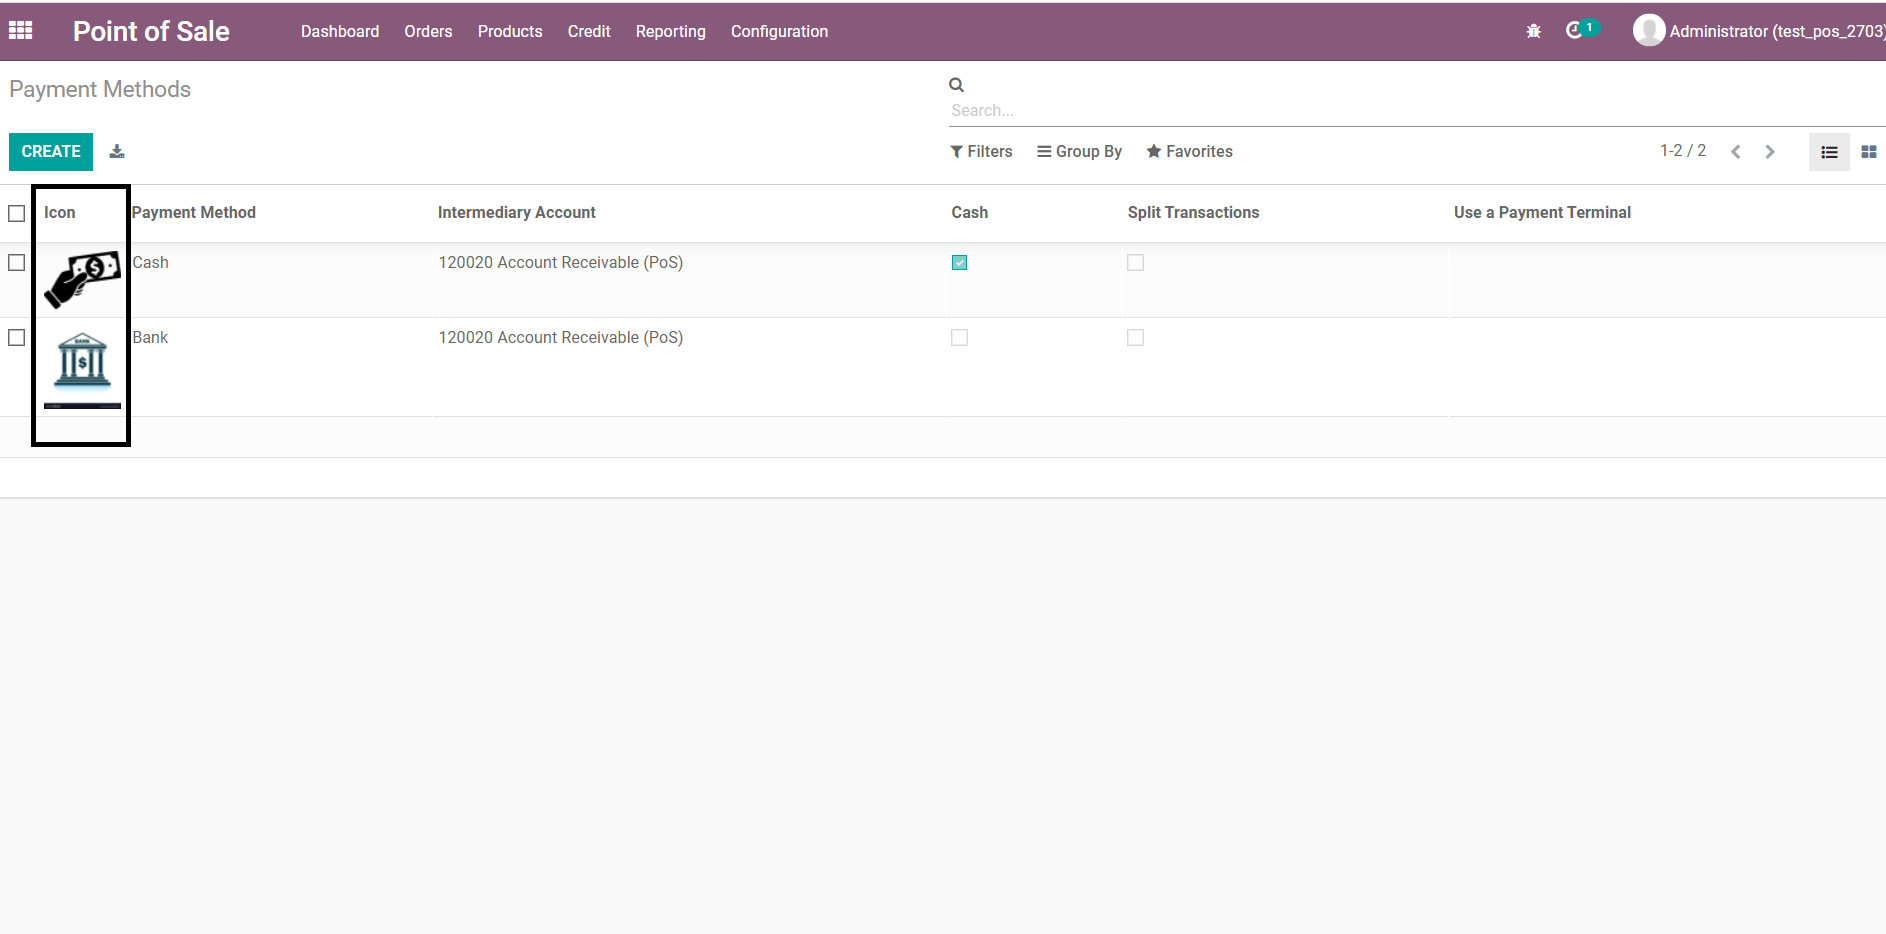 Point of Sale Dashboard Orders Products Credit Reporting Configuration 1 Administrator (test_pos_2703)
Payment Methods
Search...
CREATE Filters Group By Favorites 1-2 / 2
Icon Payment Method Intermediary Account Cash Split Transactions Use a Payment Terminal
$ Cash 120020 Account Receivable (PoS)
BANK $ Bank 120020 Account Receivable (PoS)